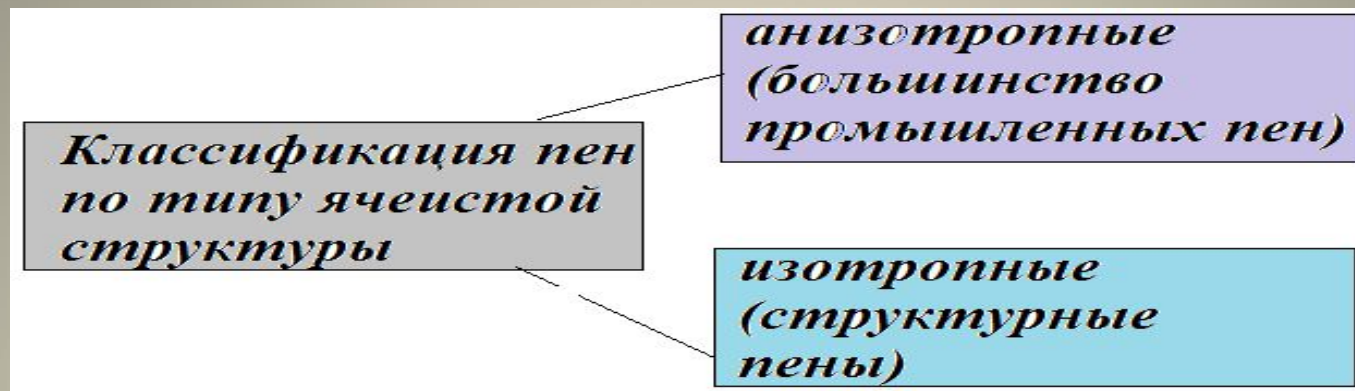 Классификация пен
по типу ячеистой
структуры
анизотропные
(большинство
промышленных пен)
изотропные
(структурные
пены)